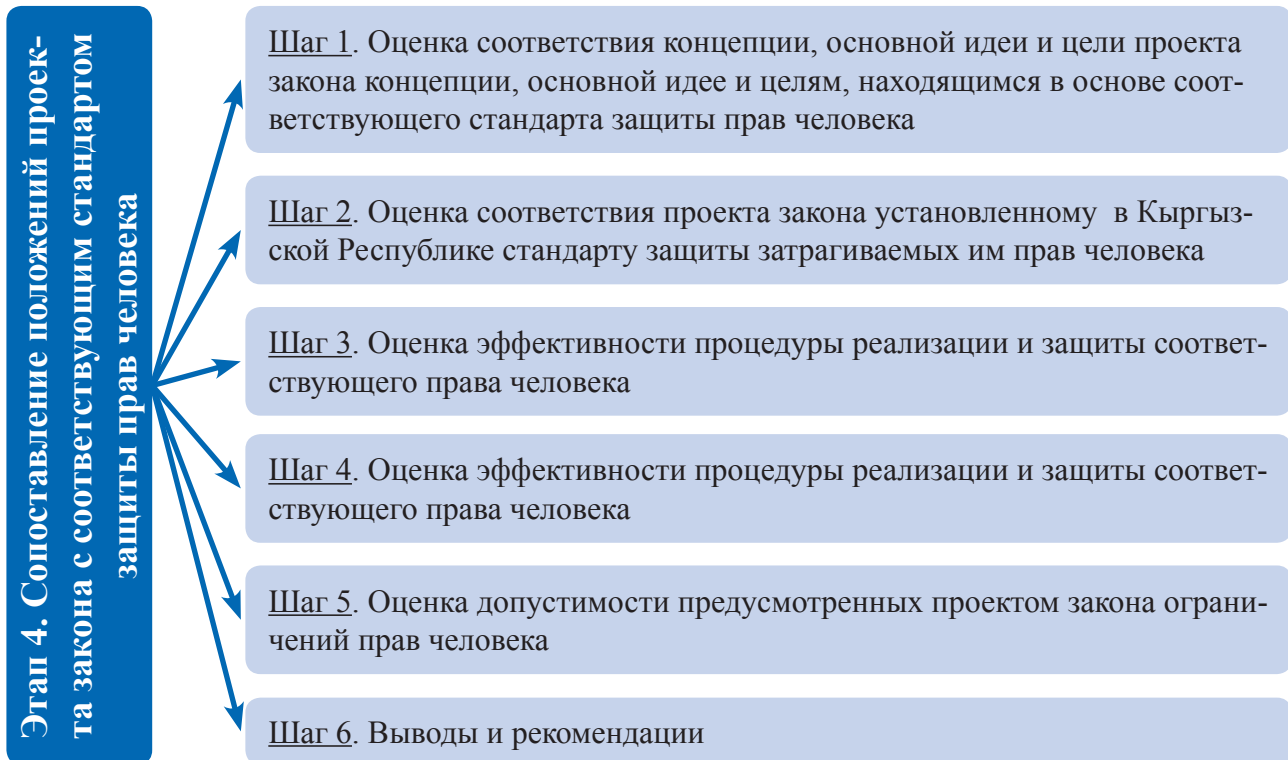 Этап 4. Сопоставление положений проек-
та закона с соответствующим стандартом
защиты прав человека
Шаг 1. Оценка соответствия концепции, основной идеи и цели проекта
закона концепции, основной идее и целям, находящимся в основе соот-
ветствующего стандарта защиты прав человека
Шаг 2. Оценка соответствия проекта закона установленному в Кыргыз-
ской Республике стандарту защиты затрагиваемых им прав человека
Шаг 3. Оценка эффективности процедуры реализации и защиты соответ-
ствующего права человека
Шаг 4. Оценка эффективности процедуры реализации и защиты соответ-
ствующего права человека
Шаг 5. Оценка допустимости предусмотренных проектом закона ограни-
чений прав человека
Шаг 6. Выводы и рекомендации